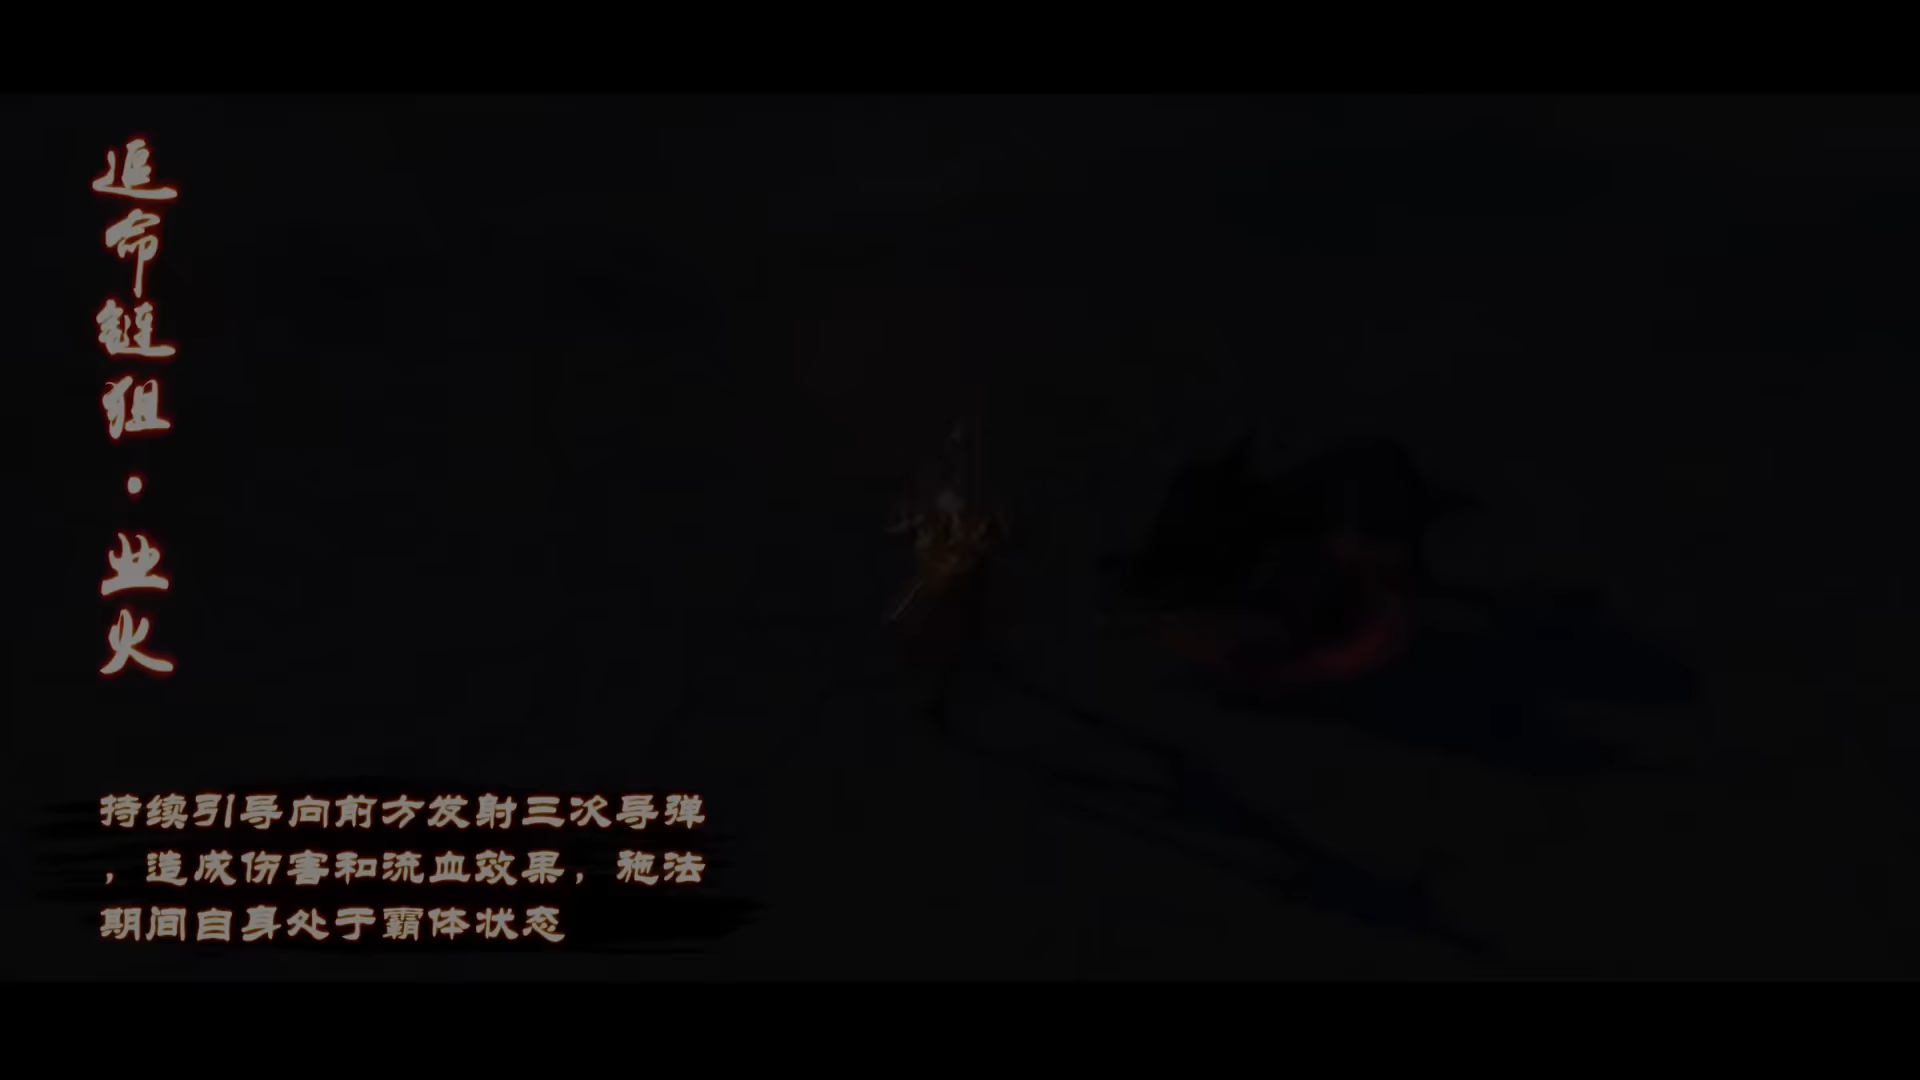 追命链狙·业火
持续引导向前方发射三次导弹
，造成伤害和流血效果，施法
期间自身处于霸体状态